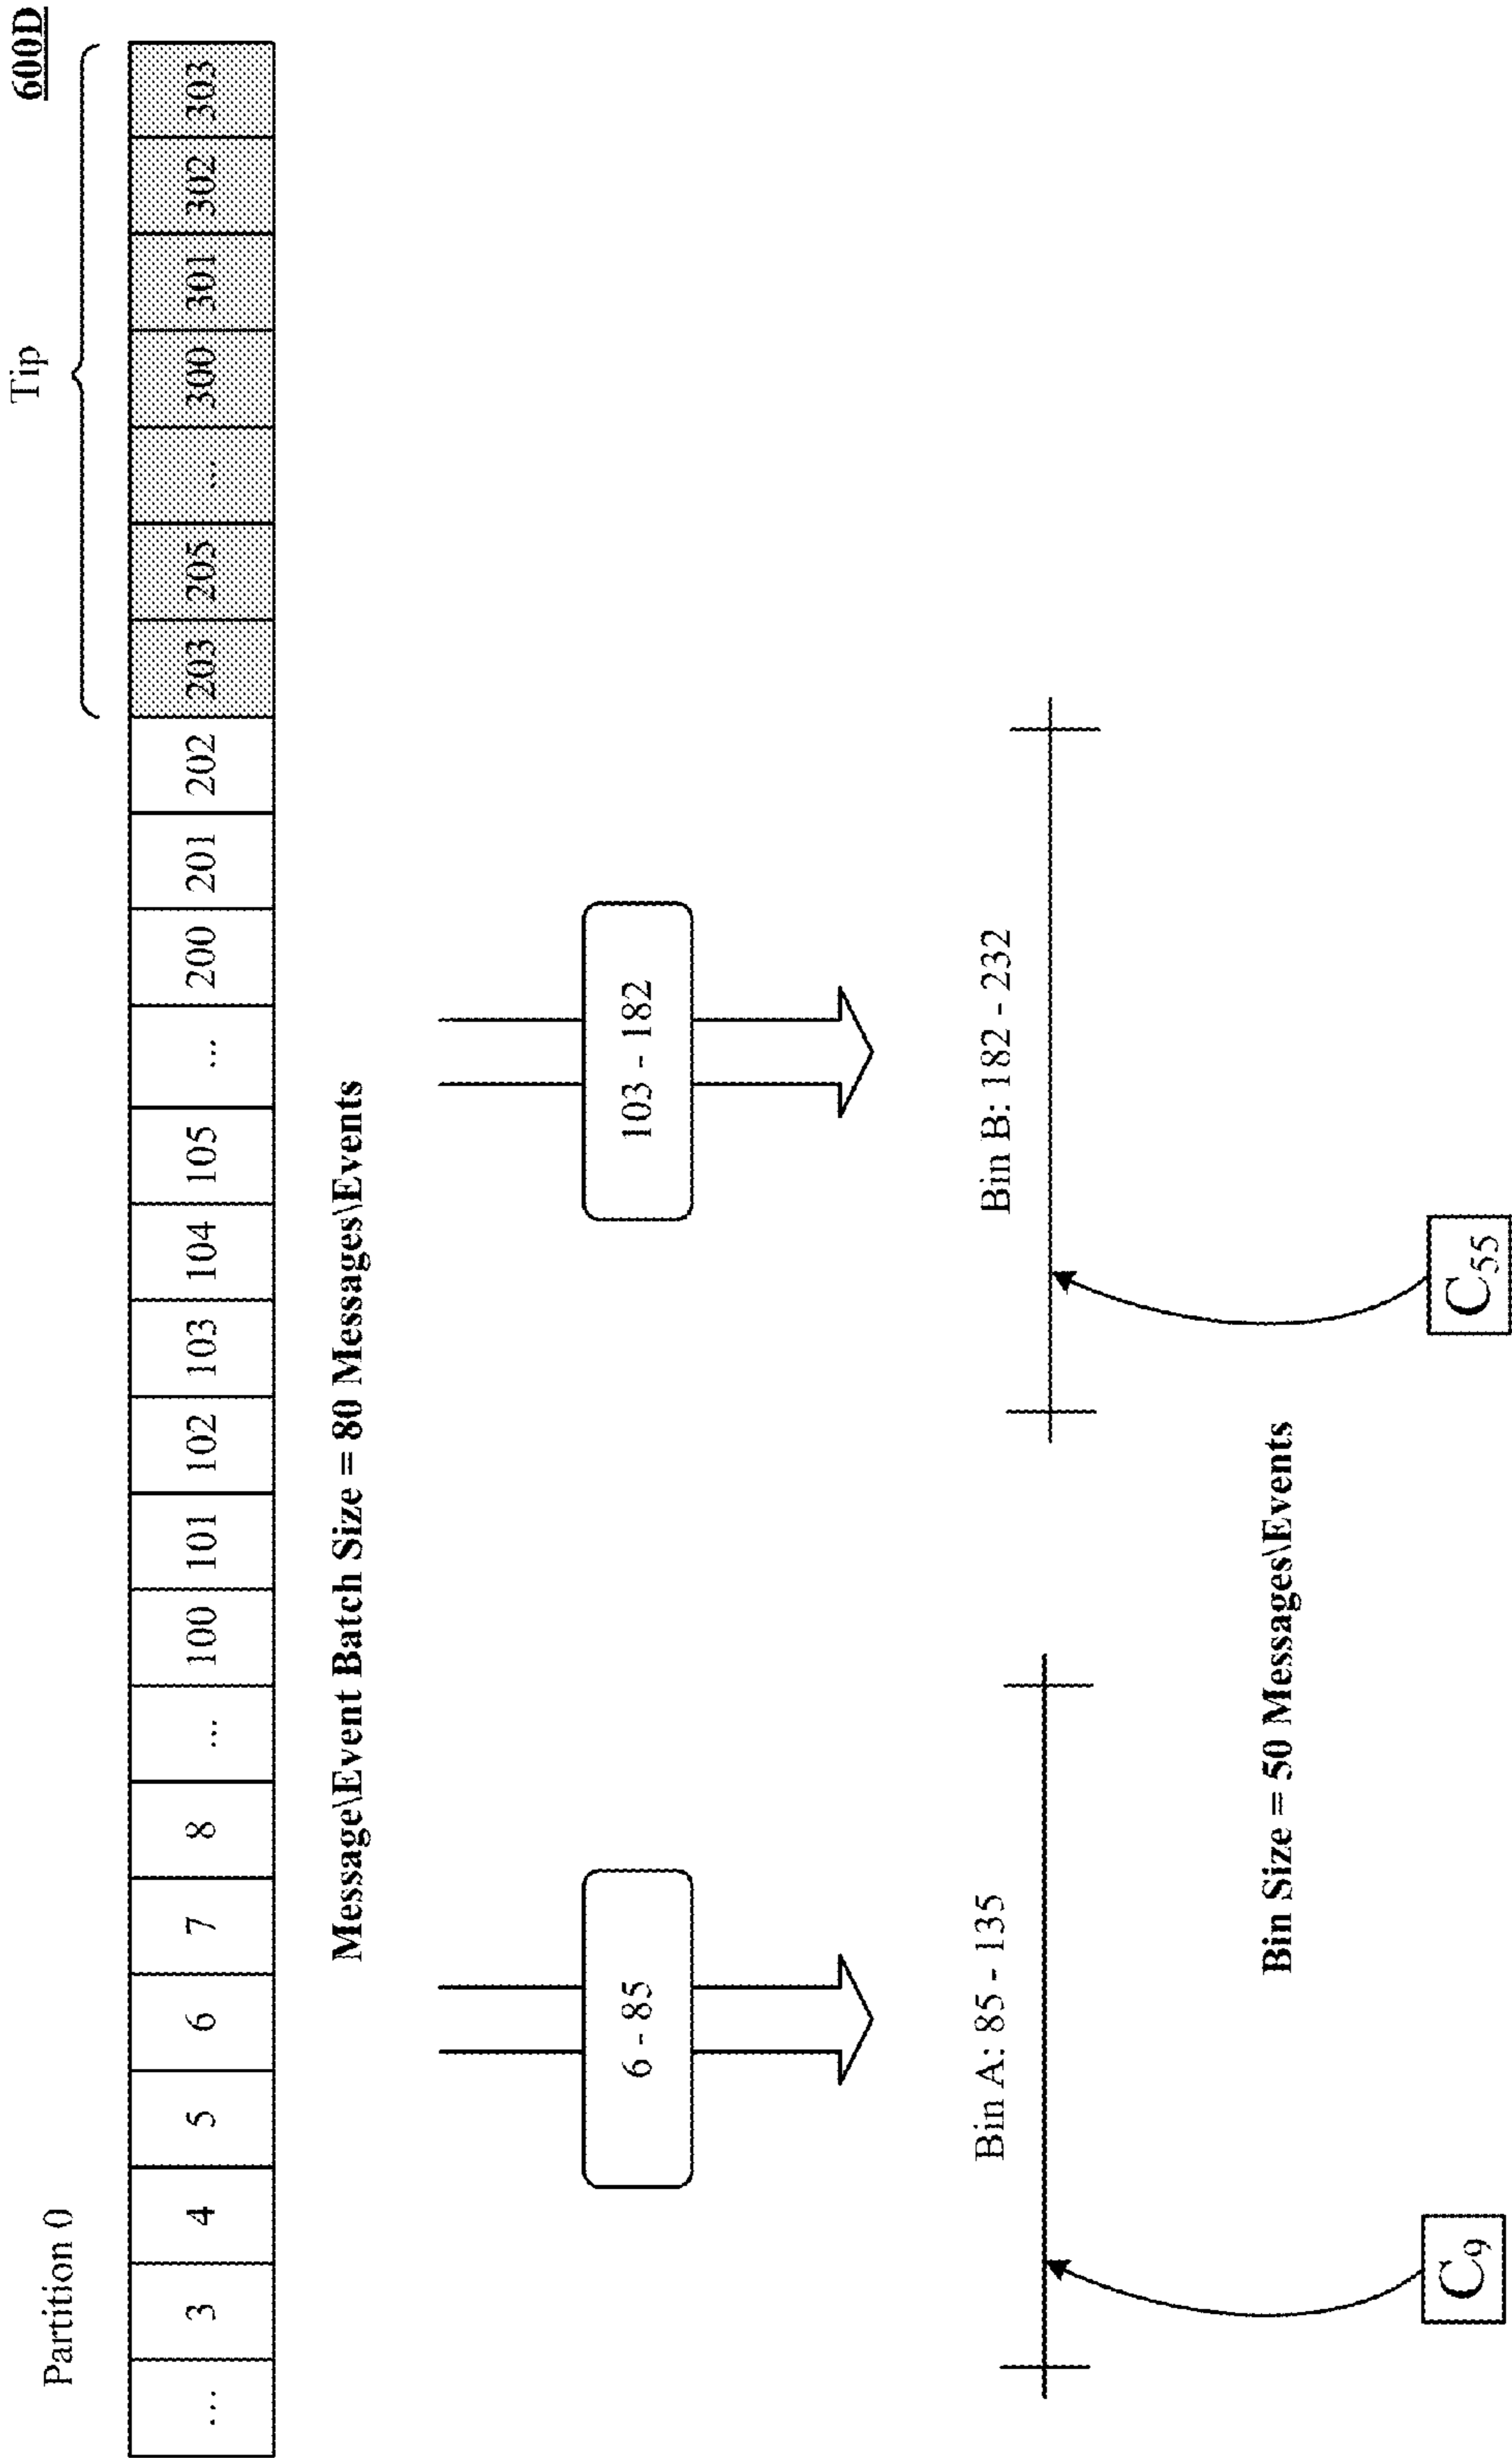 600D
Tip
Partition 0
... 3 4 5 6 7 8 ... 100 101 102 103 104 105 ... 200 201 202 203 205 ... 300 301 302 303
Message\Event Batch Size = 80 Messages\Events
6 - 85 103 - 182
Bin A: 85 - 135 Bin B: 182 - 232
Bin Size = 50 Messages\Events
C9 C55